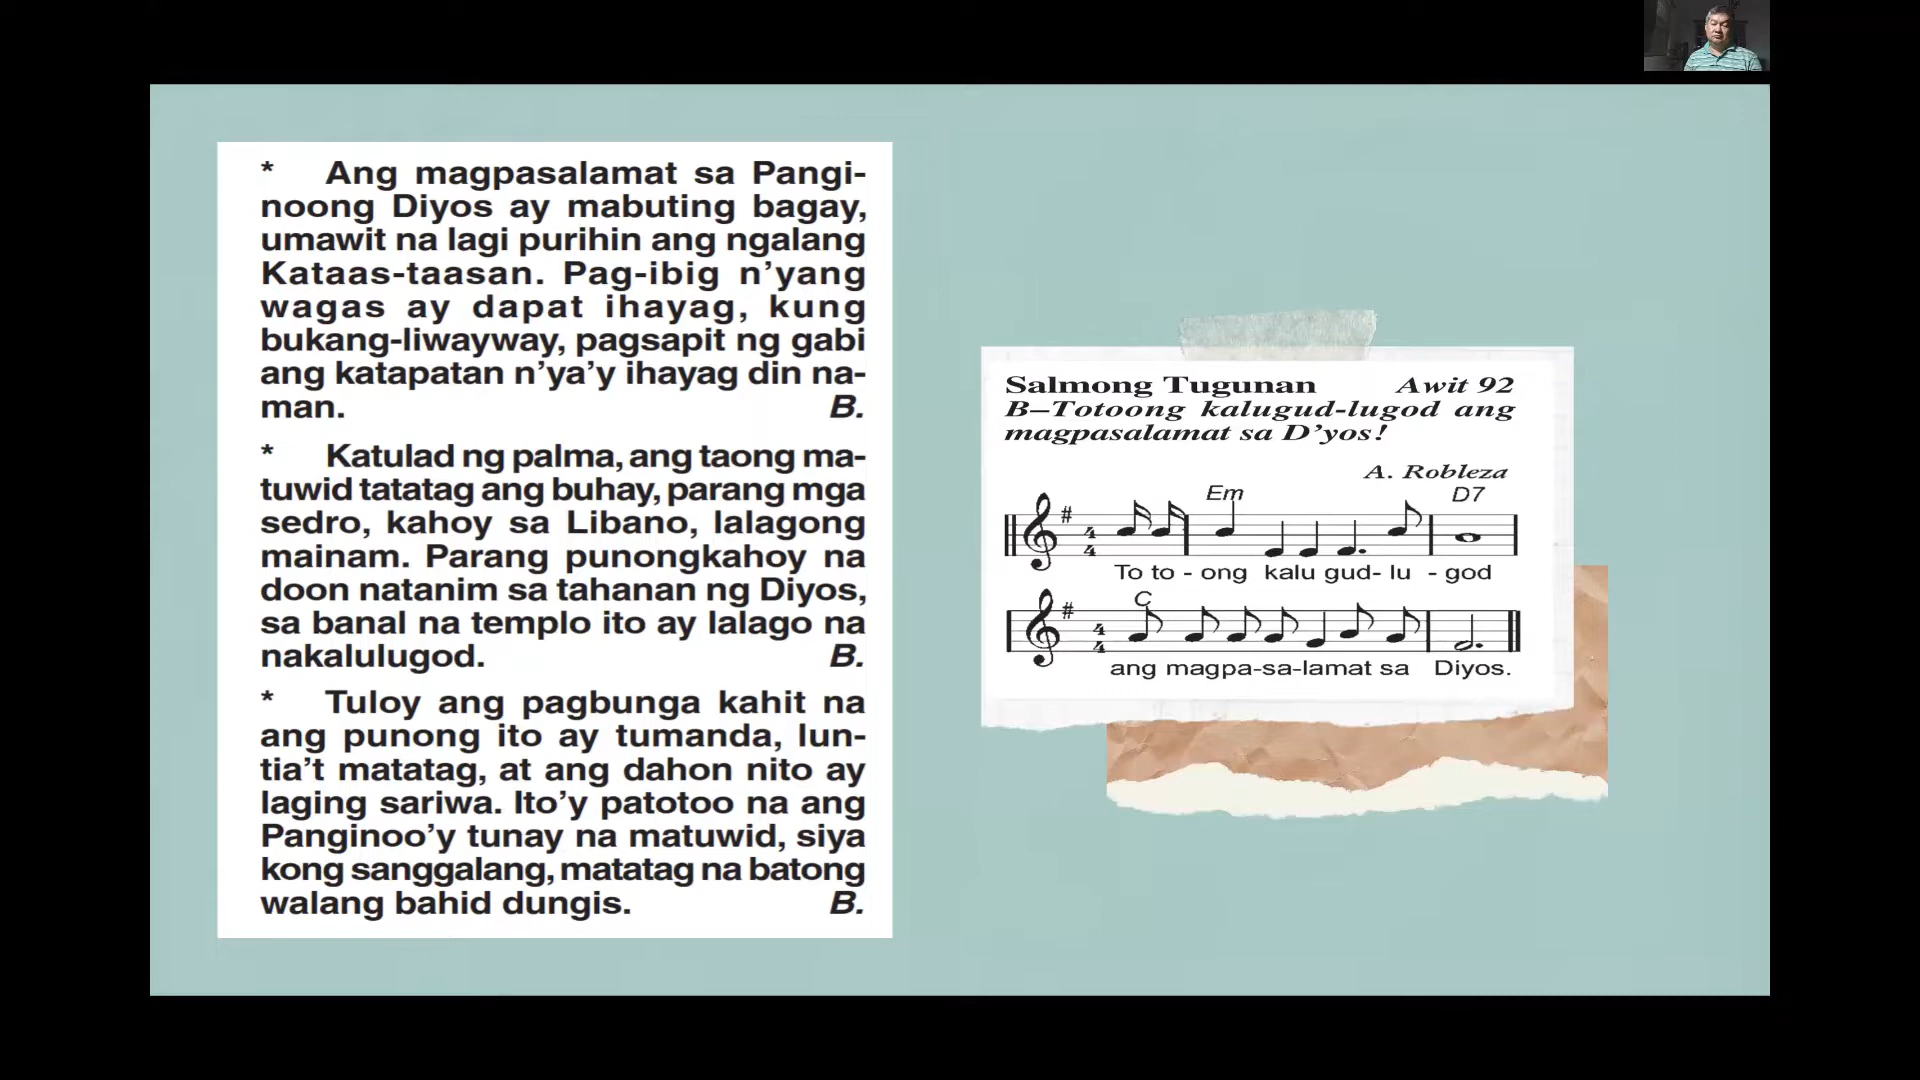 * Ang magpasalamat sa Pangi-
noong Diyos ay mabuting bagay,
umawit na lagi purihin ang ngalang
Kataas-taasan. Pag-ibig n’yang
wagas ay dapat ihayag, kung
bukang-liwayway, pagsapit ng gabi
ang katapatan n’ya’y ihayag din na-
man. B.
* Katulad ng palma, ang taong ma-
tuwid tatatag ang buhay, parang mga
sedro, kahoy sa Libano, lalagong
mainam. Parang punongkahoy na
doon natanim sa tahanan ng Diyos,
sa banal na templo ito ay lalago na
nakalulugod. B.
* Tuloy ang pagbunga kahit na
ang punong ito ay tumanda, lun-
tia’t matatag, at ang dahon nito ay
laging sariwa. Ito’y patotoo na ang
Panginoo’y tunay na matuwid, siya
kong sanggalang, matatag na batong
walang bahid dungis. B.
Salmong Tugunan Awit 92
B–Totoong kalugud-lugod ang
magpasalamat sa D’yos!
A. Robleza
Em D7
4
4
To to - ong kalu gud- lu - god
C
4
4
ang magpa-sa-lamat sa Diyos.